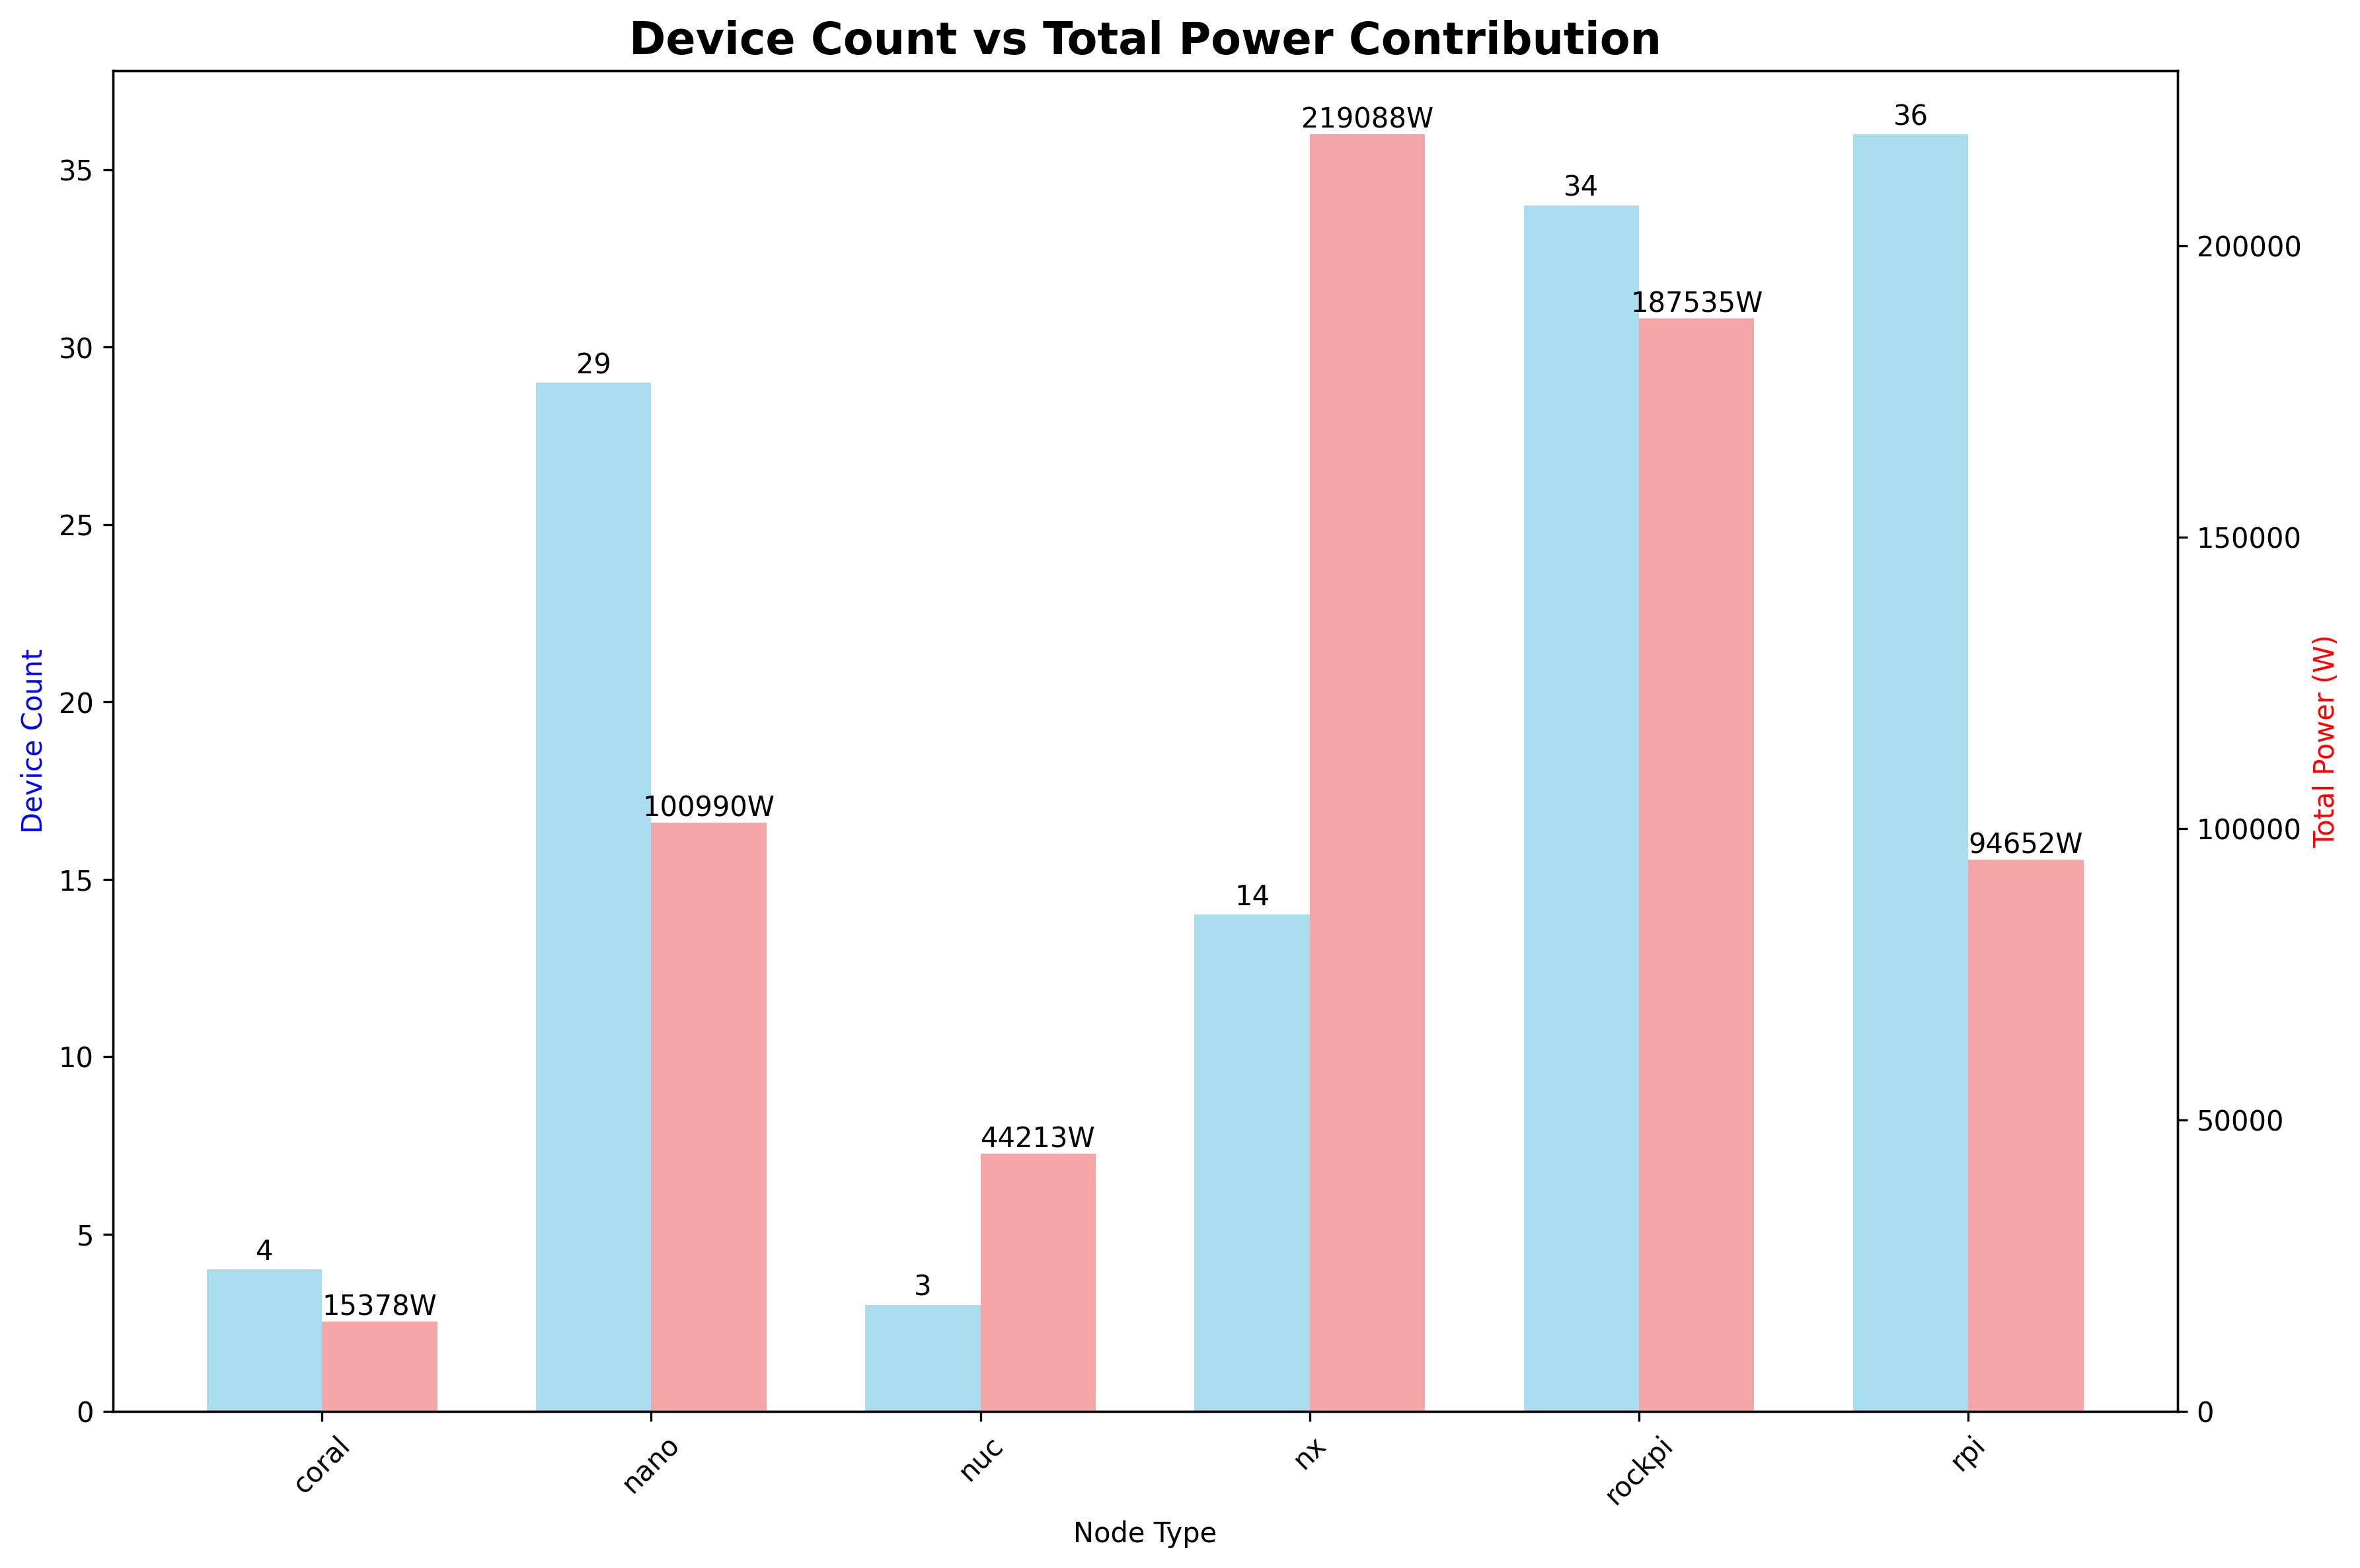 Device Count vs Total Power Contribution
Device Count
35
30
25
20
15
10
5
0
4
15378W
29
100990W
3
44213W
14
219088W
34
187535W
36
94652W
200000
150000
100000
50000
0
Total Power (W)
coral
nano
nuc
nx
rockpi
rpi
Node Type